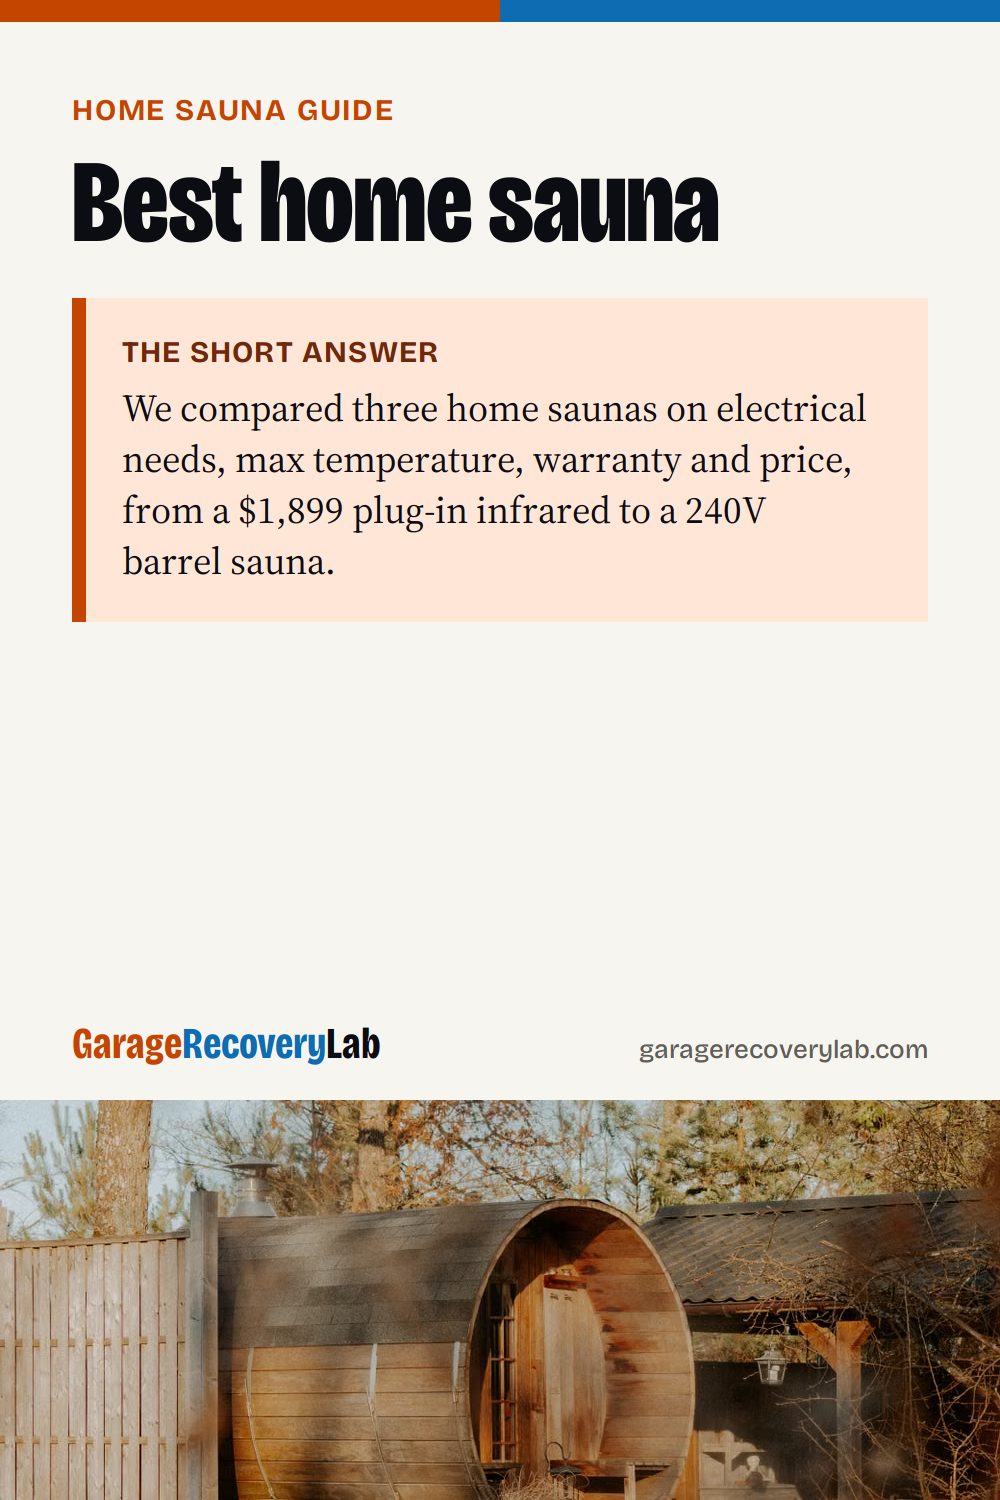 HOME SAUNA GUIDE
Best home sauna
THE SHORT ANSWER
We compared three home saunas on electrical
needs, max temperature, warranty and price,
from a $1,899 plug-in infrared to a 240V
barrel sauna.
GarageRecoveryLab
garagerecoverylab.com